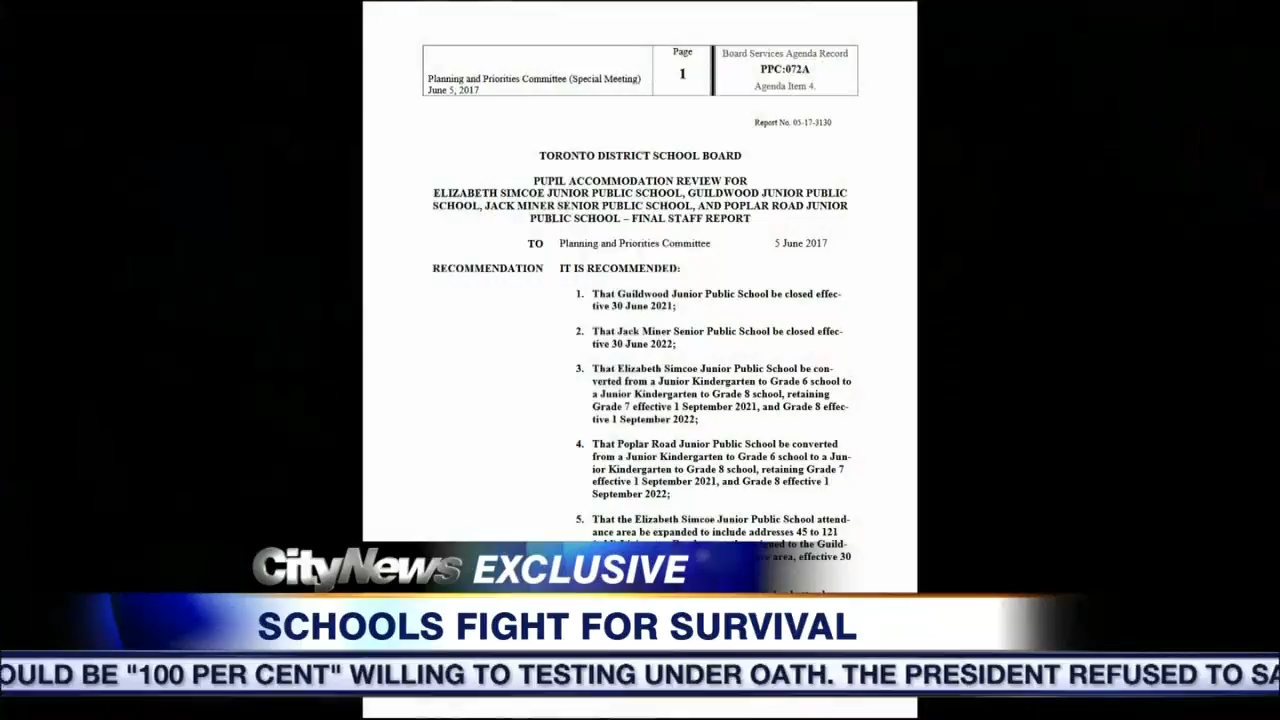 Planning and Priorities Committee (Special Meeting)
June 5, 2017
Page
1
Board Services Agenda Record
PPC:072A
Agenda Item 4.
Report No. 05-17-3130
TORONTO DISTRICT SCHOOL BOARD
PUPIL ACCOMMODATION REVIEW FOR
ELIZABETH SIMCOE JUNIOR PUBLIC SCHOOL, GUILDWOOD JUNIOR PUBLIC
SCHOOL, JACK MINER SENIOR PUBLIC SCHOOL, AND POPLAR ROAD JUNIOR
PUBLIC SCHOOL – FINAL STAFF REPORT
TO Planning and Priorities Committee 5 June 2017
RECOMMENDATION IT IS RECOMMENDED:
1. That Guildwood Junior Public School be closed effec-
tive 30 June 2021;
2. That Jack Miner Senior Public School be closed effec-
tive 30 June 2022;
3. That Elizabeth Simcoe Junior Public School be con-
verted from a Junior Kindergarten to Grade 6 school to
a Junior Kindergarten to Grade 8 school, retaining
Grade 7 effective 1 September 2021, and Grade 8 effec-
tive 1 September 2022;
4. That Poplar Road Junior Public School be converted
from a Junior Kindergarten to Grade 6 school to a Jun-
ior Kindergarten to Grade 8 school, retaining Grade 7
effective 1 September 2021, and Grade 8 effective 1
September 2022;
5. That the Elizabeth Simcoe Junior Public School attend-
ance area be expanded to include addresses 45 to 121
to the Guild-
area, effective 30
CityNews EXCLUSIVE
SCHOOLS FIGHT FOR SURVIVAL
OULD BE "100 PER CENT" WILLING TO TESTING UNDER OATH. THE PRESIDENT REFUSED TO SA